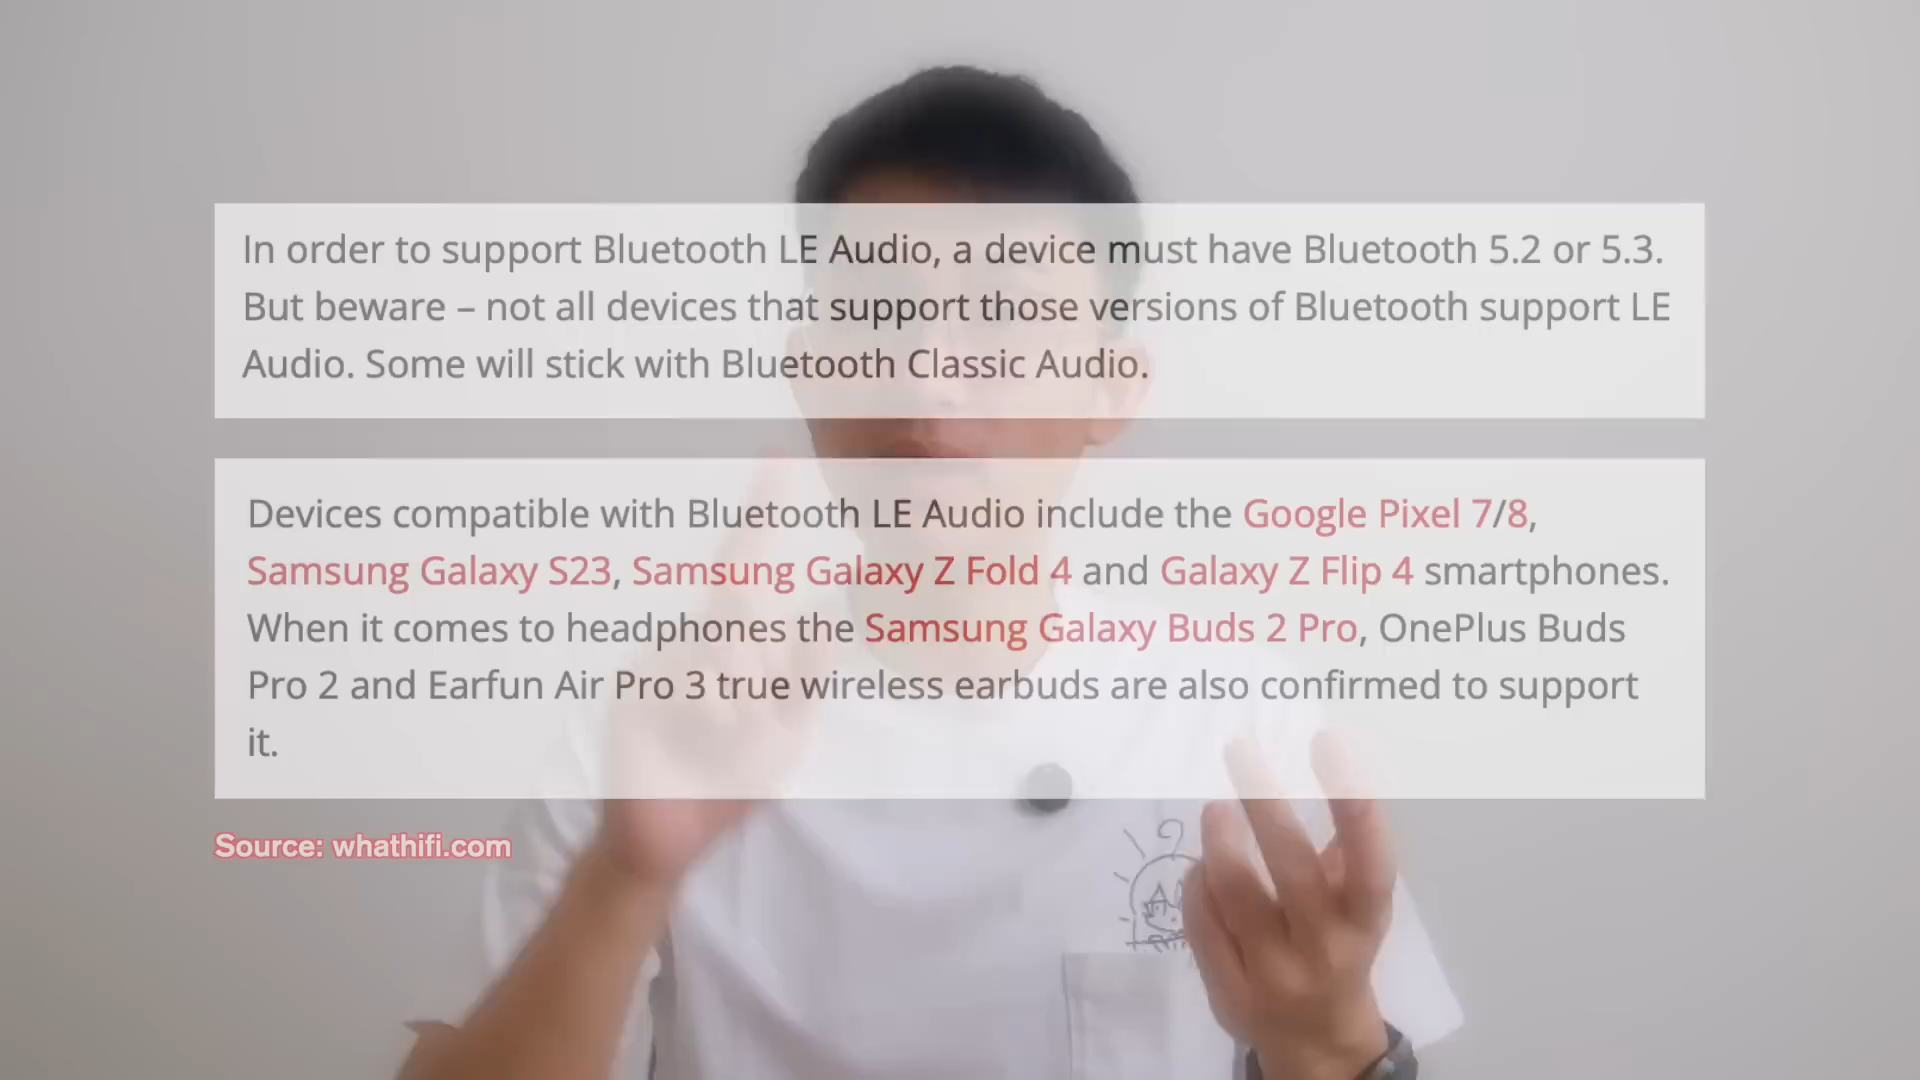 In order to support Bluetooth LE Audio, a device must have Bluetooth 5.2 or 5.3.
But beware – not all devices that support those versions of Bluetooth support LE
Audio. Some will stick with Bluetooth Classic Audio.
Devices compatible with Bluetooth LE Audio include the Google Pixel 7/8,
Samsung Galaxy S23, Samsung Galaxy Z Fold 4 and Galaxy Z Flip 4 smartphones.
When it comes to headphones the Samsung Galaxy Buds 2 Pro, OnePlus Buds
Pro 2 and Earfun Air Pro 3 true wireless earbuds are also confirmed to support
it.
Source: whathifi.com